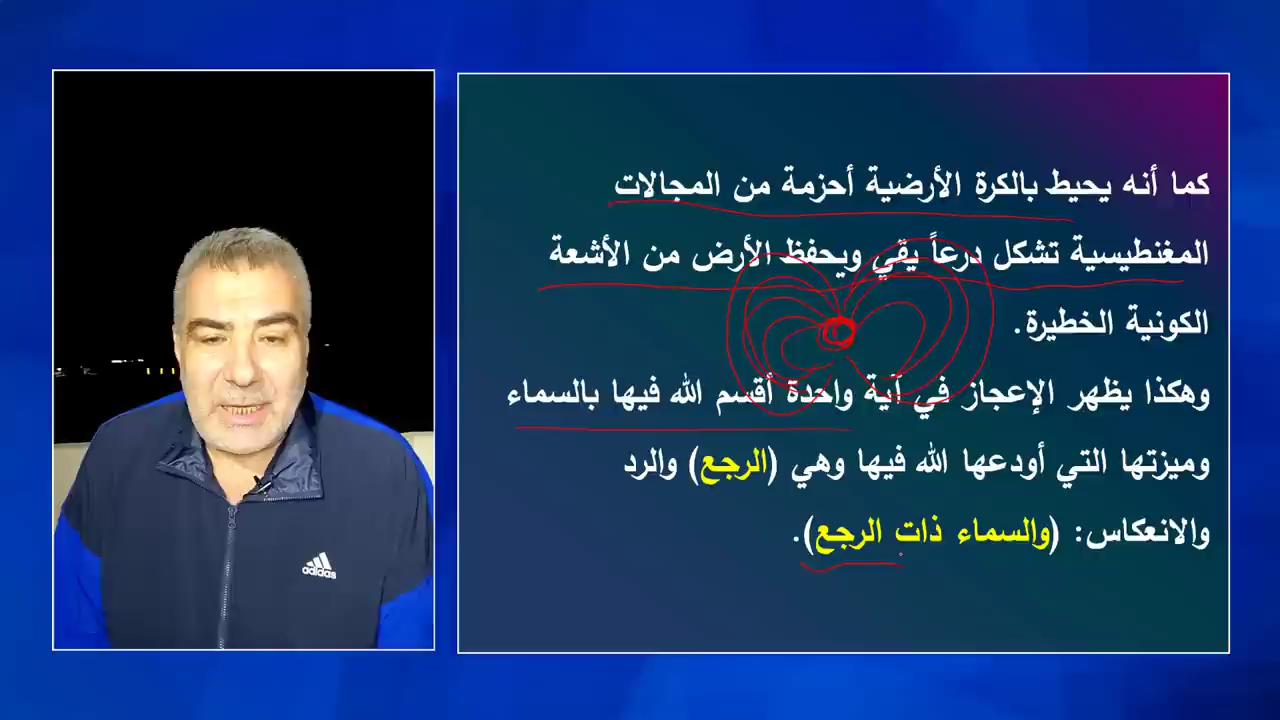 كما أنه يحيط بالكرة الأرضية أحزمة من المجالات
المغنطيسية تشكل درعاً يقي ويحفظ الأرض من الأشعة
الكونية الخطيرة.
وهكذا يظهر الإعجاز في آية واحدة أقسم الله فيها بالسماء
وميزتها التي أودعها الله فيها وهي (الرجع) والرد
والانعكاس: (والسماء ذات الرجع).
adidas